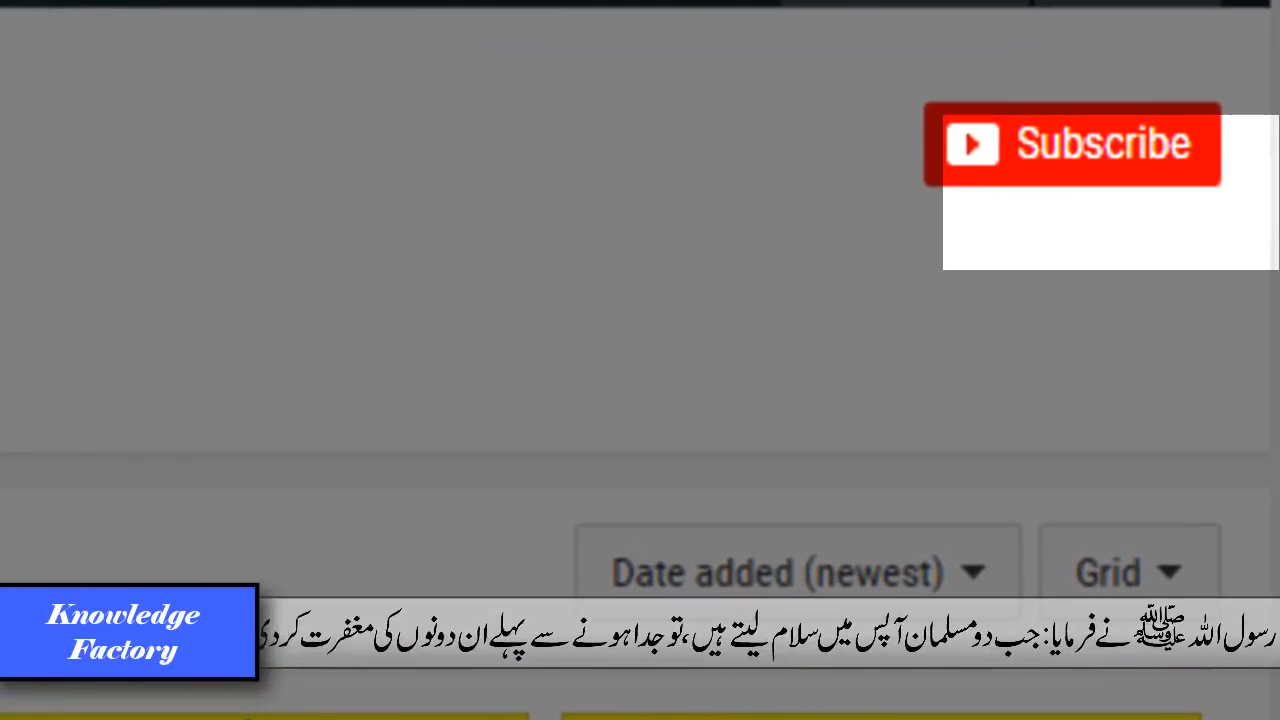 Subscribe
Date added (newest)
Grid
Knowledge
Factory
رسول اللہ ﷺ نے فرمایا: جب دو مسلمان آپس میں سلام لیتے ہیں، تو جدا ہونے سے پہلے ان دونوں کی مغفرت کر دی